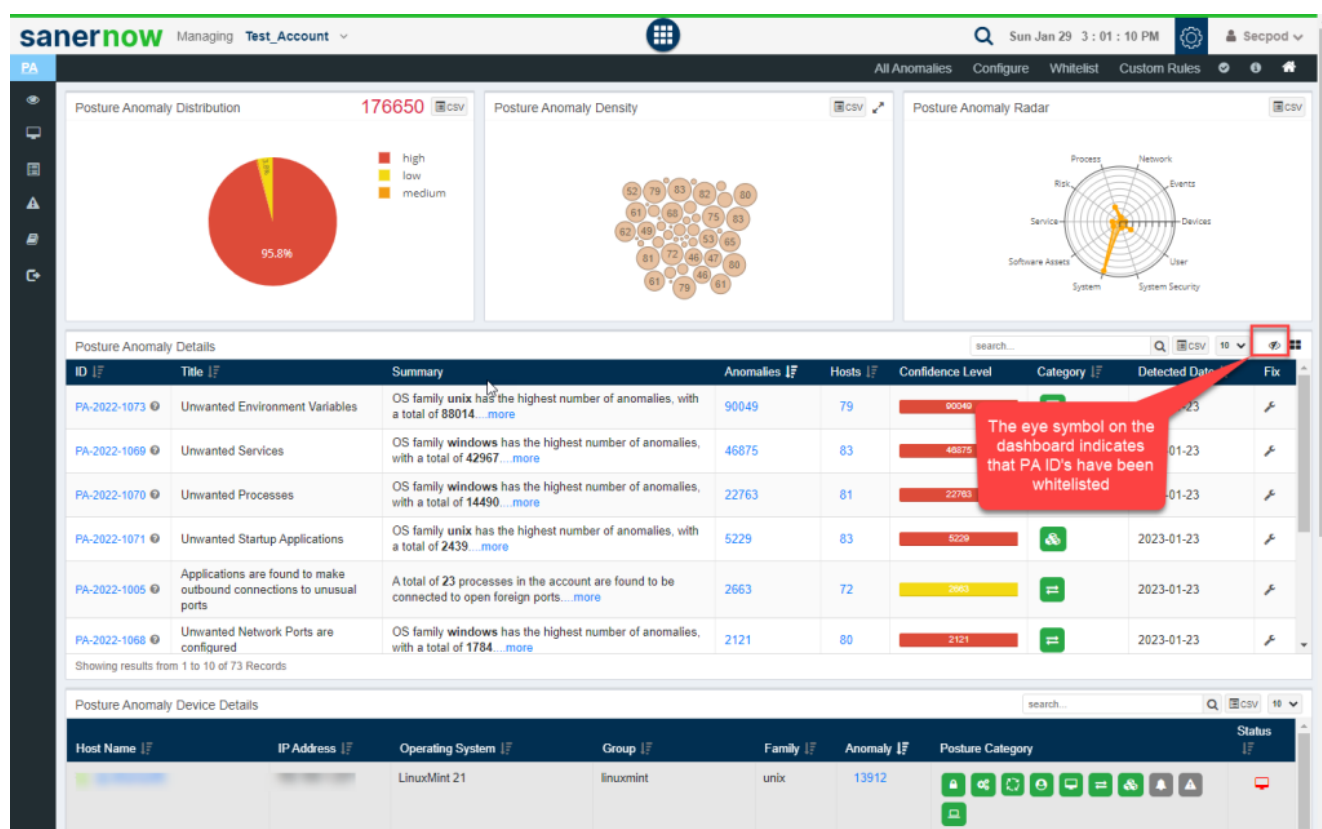 sanernow Managing Test_Account Sun Jan 29 3 : 01 : 10 PM Secpod
PA All Anomalies Configure Whitelist Custom Rules
Posture Anomaly Distribution 176650 CSV
high
low
medium
95.8%
Posture Anomaly Density CSV
52 79 83 82 80
61 68 75 83
62 49 53 65
81 72 46 47 80
61 79 46 61
Posture Anomaly Radar CSV
Process Network
Risk Events
Service Devices
Software Assets User
System System Security
Posture Anomaly Details search... CSV 10
ID Title Summary Anomalies Hosts Confidence Level Category Detected Date Fix
PA-2022-1073 Unwanted Environment Variables OS family unix has the highest number of anomalies, with a total of 88014....more 90049 79 90049 -23
PA-2022-1069 Unwanted Services OS family windows has the highest number of anomalies, with a total of 42967....more 46875 83 46875 01-23
PA-2022-1070 Unwanted Processes OS family windows has the highest number of anomalies, with a total of 14490....more 22763 81 22763 -01-23
The eye symbol on the
dashboard indicates
that PA ID's have been
whitelisted
PA-2022-1071 Unwanted Startup Applications OS family unix has the highest number of anomalies, with a total of 2439....more 5229 83 5229 2023-01-23
PA-2022-1005 Applications are found to make outbound connections to unusual ports A total of 23 processes in the account are found to be connected to open foreign ports....more 2663 72 2663 2023-01-23
PA-2022-1068 Unwanted Network Ports are configured OS family windows has the highest number of anomalies, with a total of 1784....more 2121 80 2121 2023-01-23
Showing results from 1 to 10 of 73 Records
Posture Anomaly Device Details search... CSV 10
Host Name IP Address Operating System Group Family Anomaly Posture Category Status
LinuxMint 21 linuxmint unix 13912